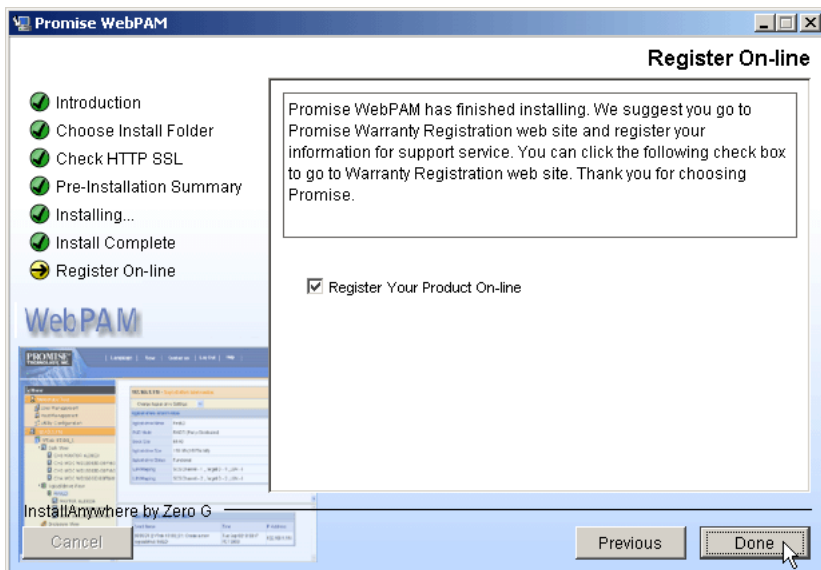 Promise WebPAM
Register On-line
Introduction
Choose Install Folder
Check HTTP SSL
Pre-Installation Summary
Installing...
Install Complete
Register On-line
Promise WebPAM has finished installing. We suggest you go to
Promise Warranty Registration web site and register your
information for support service. You can click the following check box
to go to Warranty Registration web site. Thank you for choosing
Promise.
Register Your Product On-line
WebPAM
PROMISE
InstallAnywhere by Zero G
Cancel
Previous
Done